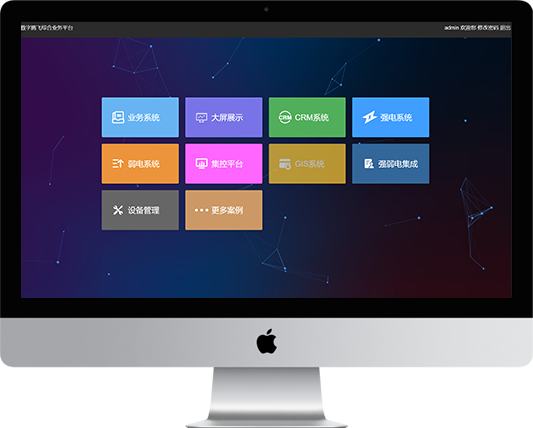 数字腾飞综合业务平台
admin 欢迎您 修改密码 退出
业务系统
大屏展示
CRM CRM系统
强电系统
弱电系统
集控平台
GIS系统
强弱电集成
设备管理
更多案例